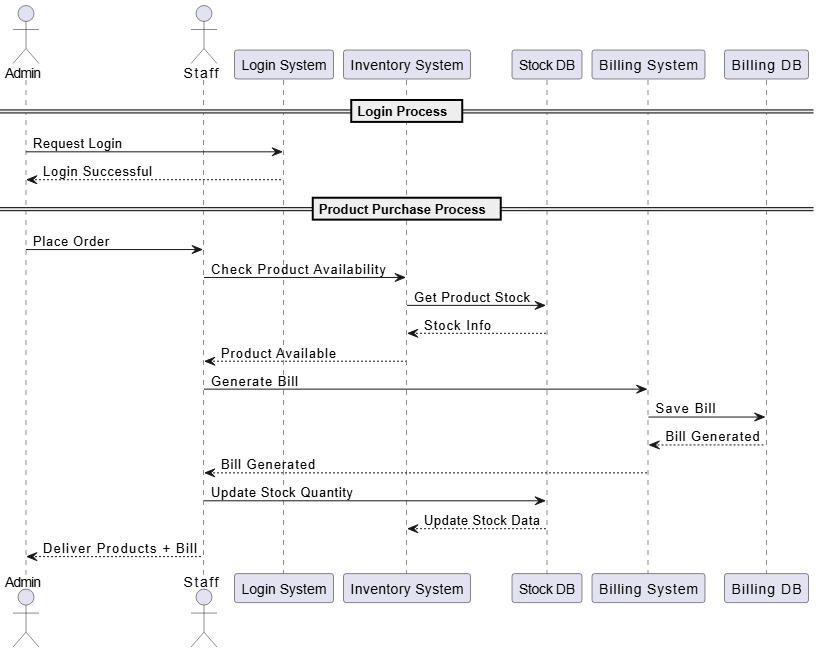 Admin
Staff
Login System
Inventory System
Stock DB
Billing System
Billing DB
Login Process
Request Login
Login Successful
Product Purchase Process
Place Order
Check Product Availability
Get Product Stock
Stock Info
Product Available
Generate Bill
Save Bill
Bill Generated
Bill Generated
Update Stock Quantity
Update Stock Data
Deliver Products + Bill
Admin
Staff
Login System
Inventory System
Stock DB
Billing System
Billing DB